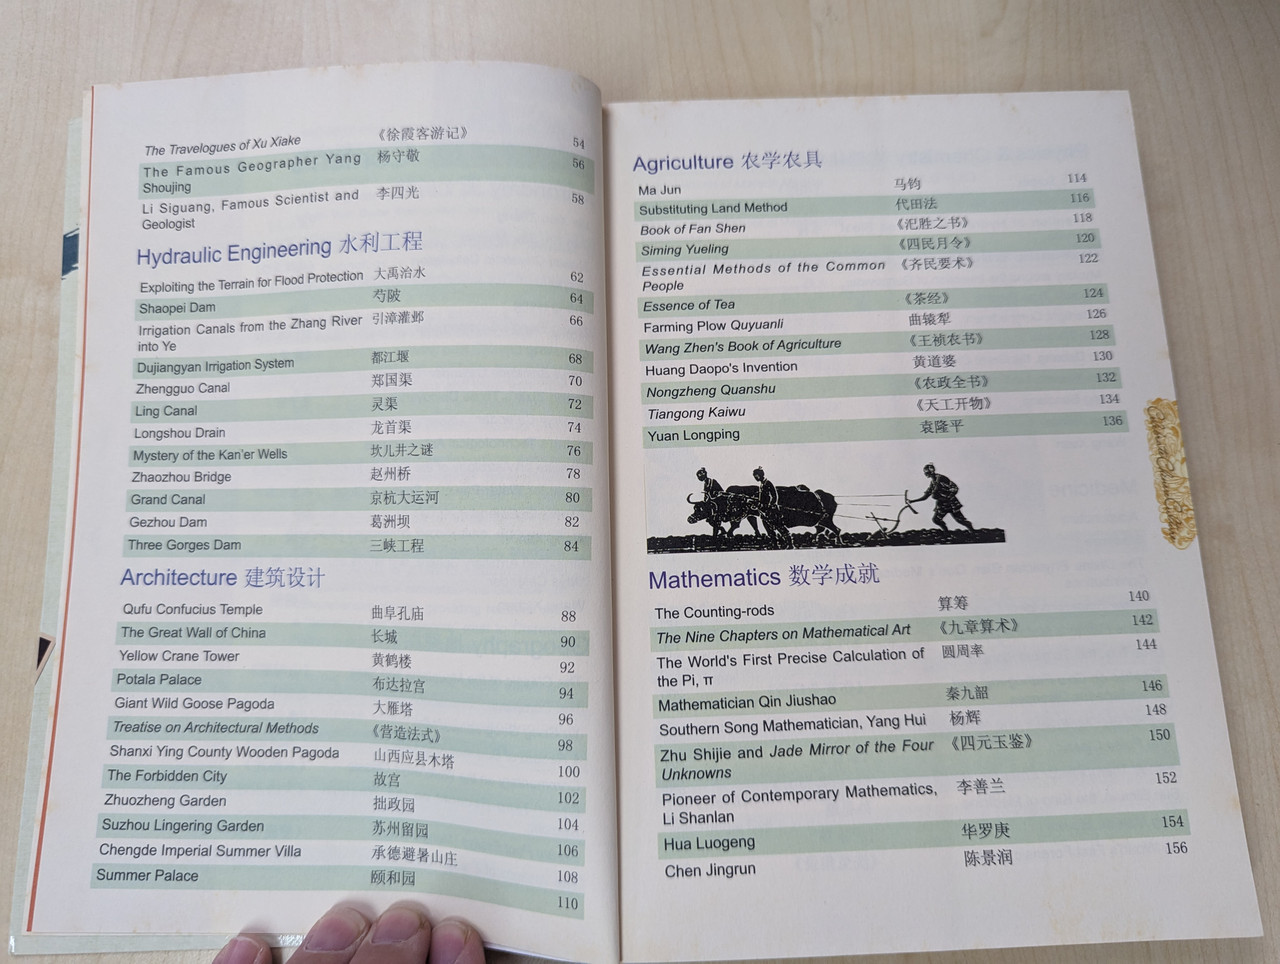 The Travelogues of Xu Xiake 《徐霞客游记》 54
The Famous Geographer Yang 杨守敬 56
Shoujing
Li Siguang, Famous Scientist and 李四光 58
Geologist
Hydraulic Engineering 水利工程
Exploiting the Terrain for Flood Protection 大禹治水 62
Shaopei Dam 芍陂 64
Irrigation Canals from the Zhang River 引漳灌邺 66
into Ye
Dujiangyan Irrigation System 都江堰 68
Zhengguo Canal 郑国渠 70
Ling Canal 灵渠 72
Longshou Drain 龙首渠 74
Mystery of the Kan'er Wells 坎儿井之谜 76
Zhaozhou Bridge 赵州桥 78
Grand Canal 京杭大运河 80
Gezhou Dam 葛洲坝 82
Three Gorges Dam 三峡工程 84
Architecture 建筑设计
Qufu Confucius Temple 曲阜孔庙 88
The Great Wall of China 长城 90
Yellow Crane Tower 黄鹤楼 92
Potala Palace 布达拉宫 94
Giant Wild Goose Pagoda 大雁塔 96
Treatise on Architectural Methods 《营造法式》 98
Shanxi Ying County Wooden Pagoda 山西应县木塔 100
The Forbidden City 故宫 102
Zhuozheng Garden 拙政园 104
Suzhou Lingering Garden 苏州留园 106
Chengde Imperial Summer Villa 承德避暑山庄 108
Summer Palace 颐和园 110
Agriculture 农学农具
Ma Jun 马钧 114
Substituting Land Method 代田法 116
Book of Fan Shen 《氾胜之书》 118
Siming Yueling 《四民月令》 120
Essential Methods of the Common 《齐民要术》 122
People
Essence of Tea 《茶经》 124
Farming Plow Quyuanli 曲辕犁 126
Wang Zhen's Book of Agriculture 《王祯农书》 128
Huang Daopo's Invention 黄道婆 130
Nongzheng Quanshu 《农政全书》 132
Tiangong Kaiwu 《天工开物》 134
Yuan Longping 袁隆平 136
Mathematics 数学成就
The Counting-rods 算筹 140
The Nine Chapters on Mathematical Art 《九章算术》 142
The World's First Precise Calculation of 圆周率 144
the Pi, π
Mathematician Qin Jiushao 秦九韶 146
Southern Song Mathematician, Yang Hui 杨辉 148
Zhu Shijie and Jade Mirror of the Four 《四元玉鉴》 150
Unknowns
Pioneer of Contemporary Mathematics, 李善兰 152
Li Shanlan
Hua Luogeng 华罗庚 154
Chen Jingrun 陈景润 156